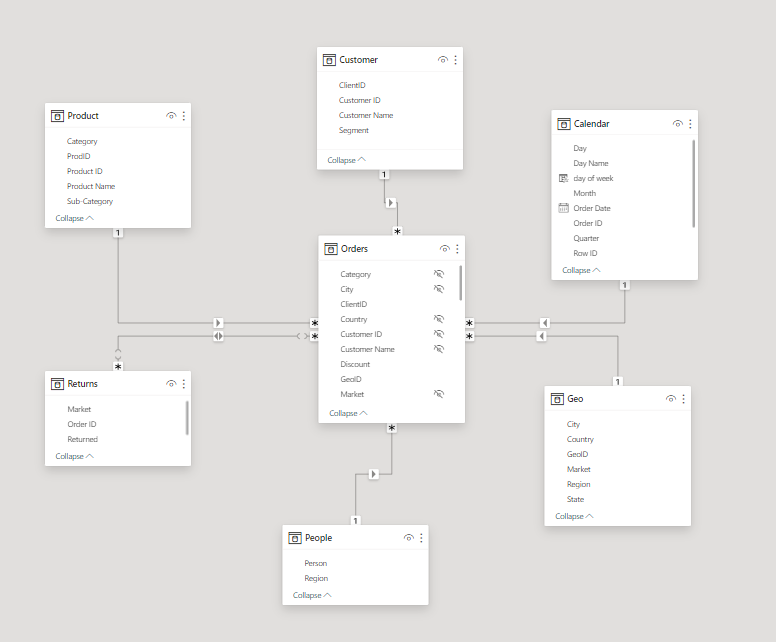 Customer
ClientID
Customer ID
Customer Name
Segment
Collapse
1
*
Product
Category
ProdID
Product ID
Product Name
Sub-Category
Collapse
1
*
Calendar
Day
Day Name
day of week
Month
Order Date
Order ID
Quarter
Row ID
Collapse
1
*
Orders
Category
City
ClientID
Country
Customer ID
Customer Name
Discount
GeoID
Market
Collapse
*
*
*
Returns
Market
Order ID
Returned
Collapse
*
Geo
City
Country
GeoID
Market
Region
State
Collapse
1
People
Person
Region
Collapse
1